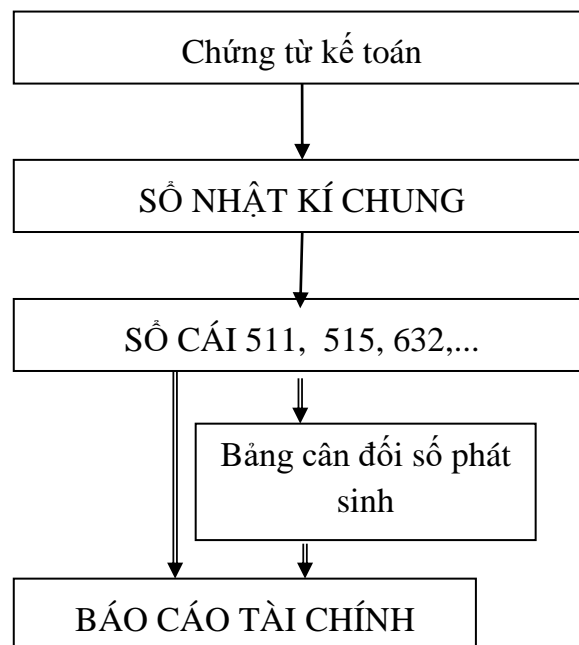 Chứng từ kế toán
SỔ NHẬT KÍ CHUNG
SỔ CÁI 511, 515, 632,...
Bảng cân đối số phát
sinh
BÁO CÁO TÀI CHÍNH